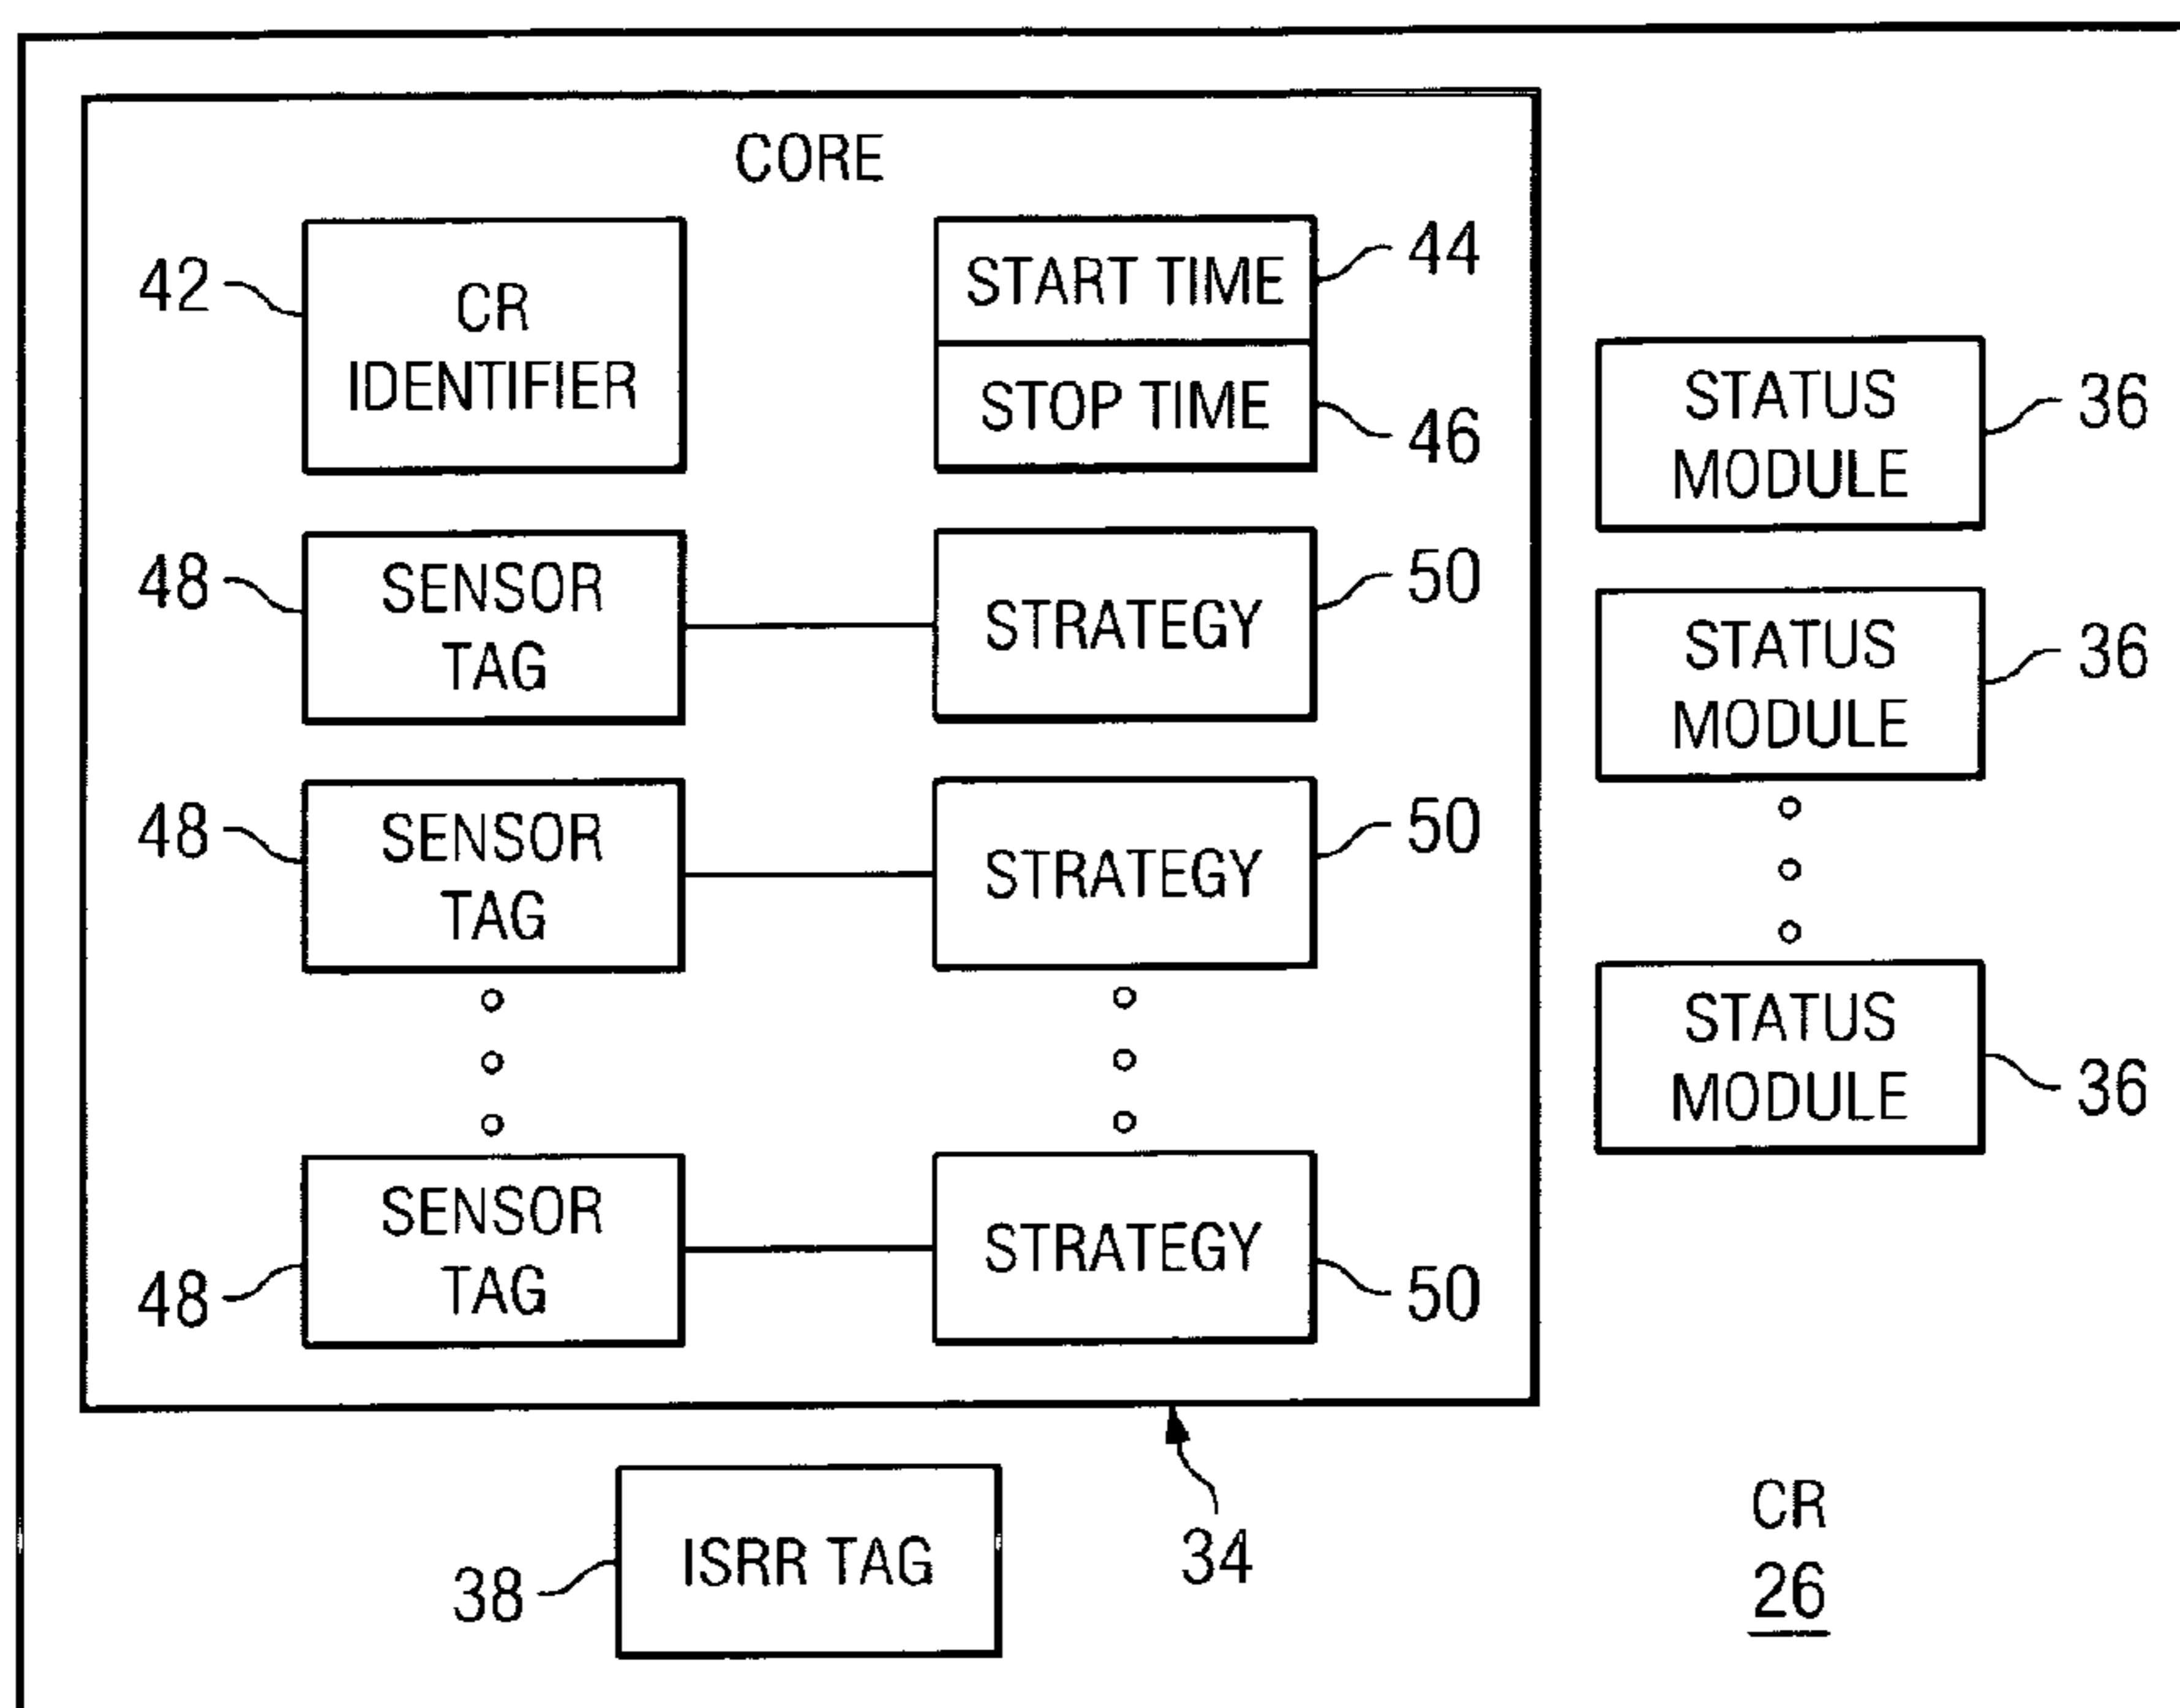 CORE
42
CR
IDENTIFIER
START TIME
44
STOP TIME
46
STATUS
MODULE
36
48
SENSOR
TAG
STRATEGY
50
STATUS
MODULE
36
48
SENSOR
TAG
STRATEGY
50
STATUS
MODULE
36
48
SENSOR
TAG
STRATEGY
50
38
ISRR TAG
34
CR
26